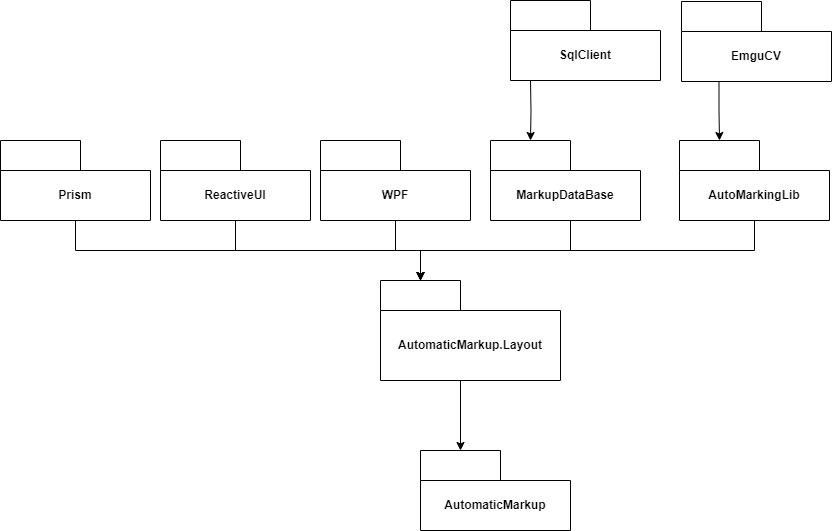 SqlClient
EmguCV
Prism
ReactiveUI
WPF
MarkupDataBase
AutoMarkingLib
AutomaticMarkup.Layout
AutomaticMarkup